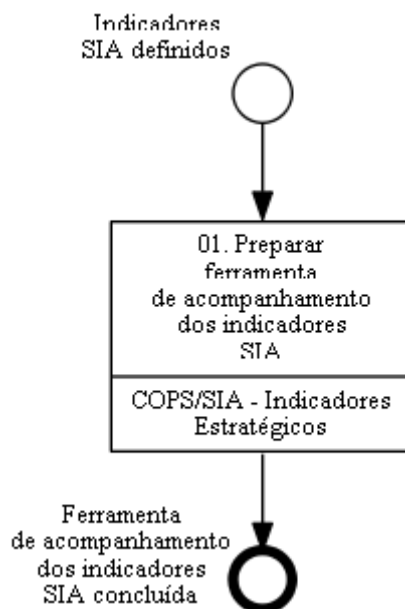 Indicadores
SIA definidos
01. Preparar
ferramenta
de acompanhamento
dos indicadores
SIA
COPS/SIA - Indicadores
Estratégicos
Ferramenta
de acompanhamento
dos indicadores
SIA concluída